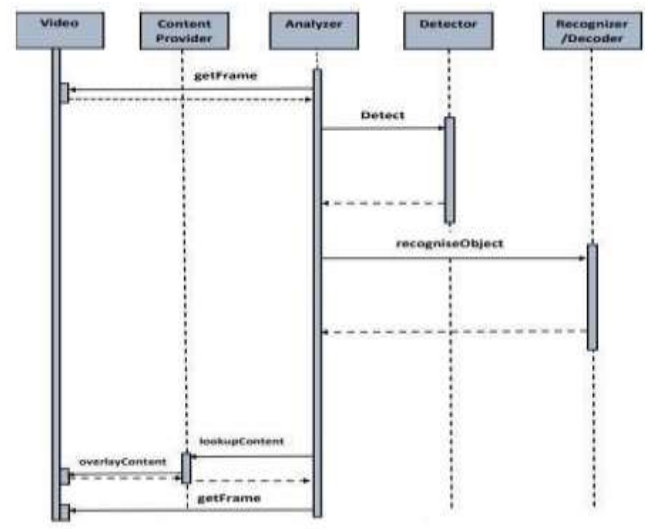 Video
Content
Provider
Analyzer
Detector
Recognizer
/Decoder
getFrame
Detect
recogniseObject
lookupContent
overlayContent
getFrame